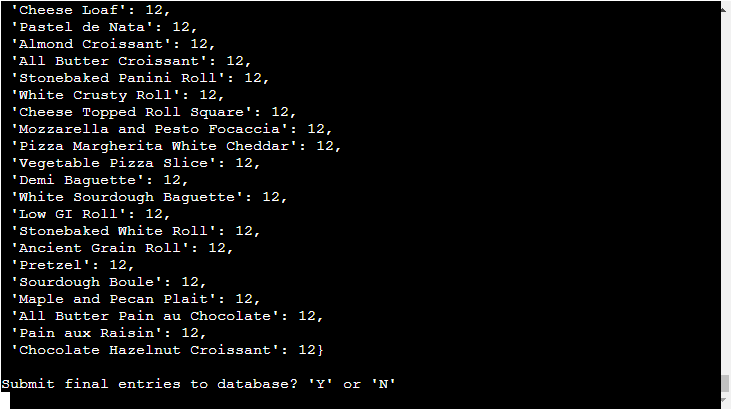 'Cheese Loaf': 12,
'Pastel de Nata': 12,
'Almond Croissant': 12,
'All Butter Croissant': 12,
'Stonebaked Panini Roll': 12,
'White Crusty Roll': 12,
'Cheese Topped Roll Square': 12,
'Mozzarella and Pesto Focaccia': 12,
'Pizza Margherita White Cheddar': 12,
'Vegetable Pizza Slice': 12,
'Demi Baguette': 12,
'White Sourdough Baguette': 12,
'Low GI Roll': 12,
'Stonebaked White Roll': 12,
'Ancient Grain Roll': 12,
'Pretzel': 12,
'Sourdough Boule': 12,
'Maple and Pecan Plait': 12,
'All Butter Pain au Chocolate': 12,
'Pain aux Raisin': 12,
'Chocolate Hazelnut Croissant': 12}
Submit final entries to database? 'Y' or 'N'